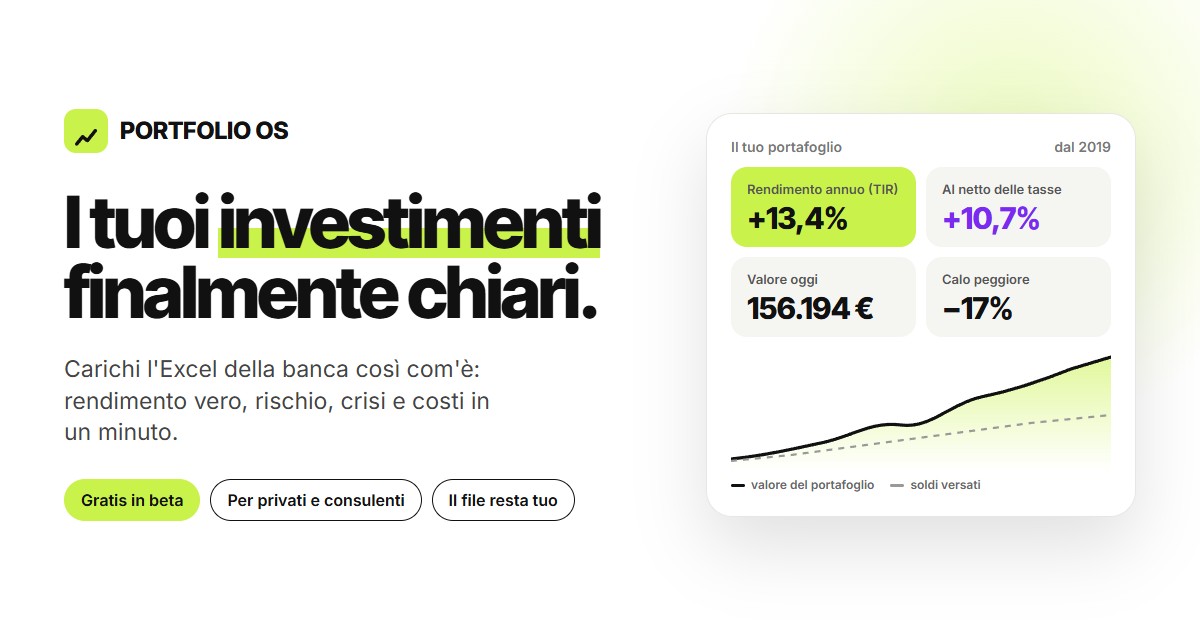 PORTFOLIO OS
I tuoi investimenti
finalmente chiari.
Carichi l'Excel della banca così com'è:
rendimento vero, rischio, crisi e costi in
un minuto.
Gratis in beta
Per privati e consulenti
Il file resta tuo
Il tuo portafoglio
dal 2019
Rendimento annuo (TIR)
+13,4%
Al netto delle tasse
+10,7%
Valore oggi
156.194 €
Calo peggiore
−17%
valore del portafoglio
soldi versati